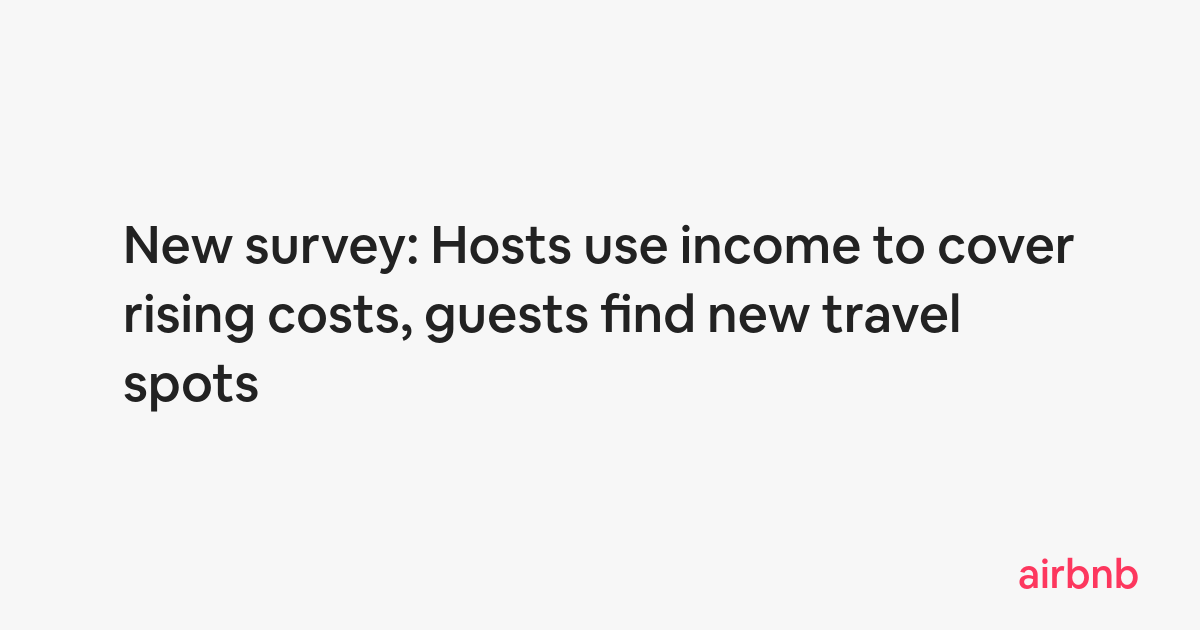 New survey: Hosts use income to cover
rising costs, guests find new travel
spots
airbnb